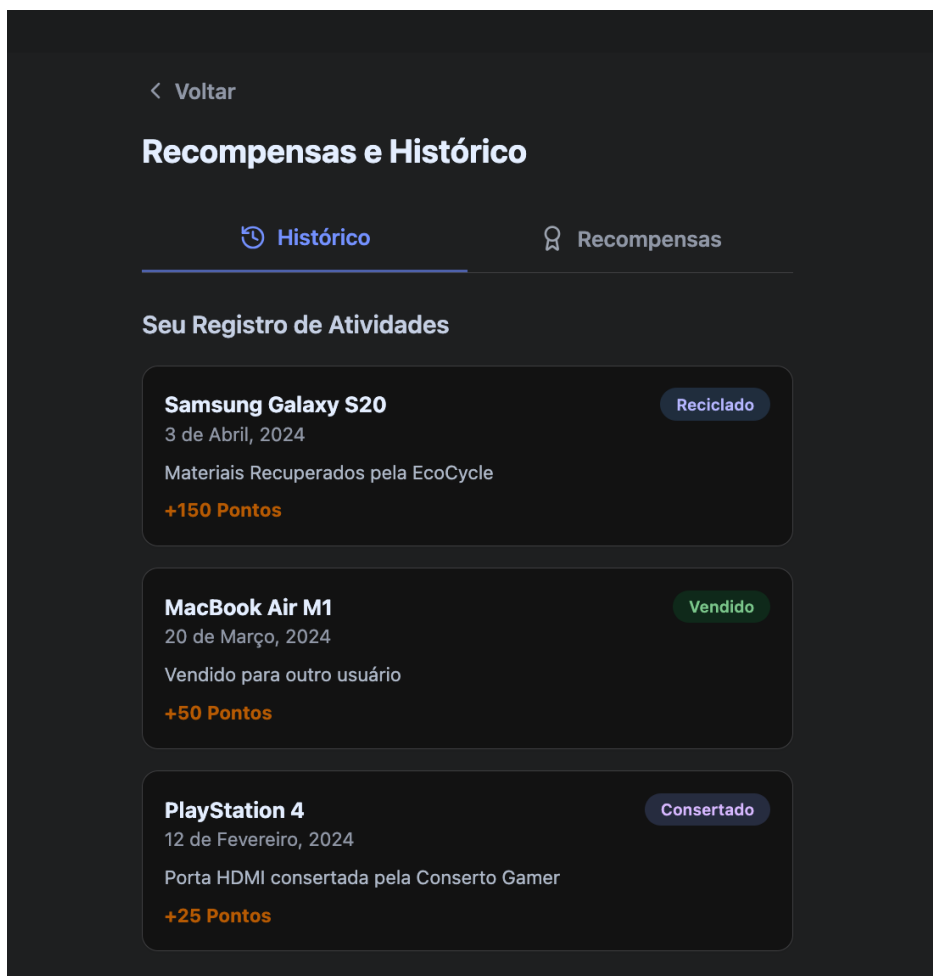 Voltar
Recompensas e Histórico
Histórico
Recompensas
Seu Registro de Atividades
Samsung Galaxy S20
Reciclado
3 de Abril, 2024
Materiais Recuperados pela EcoCycle
+150 Pontos
MacBook Air M1
Vendido
20 de Março, 2024
Vendido para outro usuário
+50 Pontos
PlayStation 4
Consertado
12 de Fevereiro, 2024
Porta HDMI consertada pela Conserto Gamer
+25 Pontos